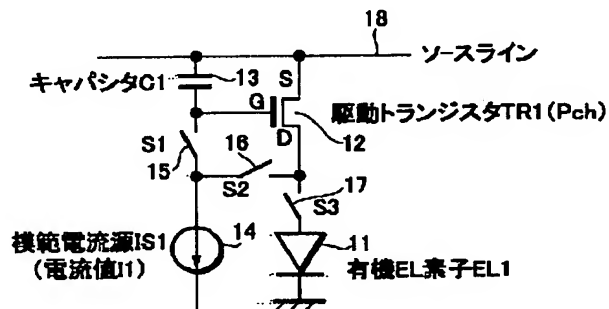 18
ソースライン
キャパシタC1
13
S
G
D
駆動トランジスタTR1(Pch)
12
S1
15
16
S2
17
S3
模範電流源IS1
(電流値I1)
14
11
有機EL素子EL1